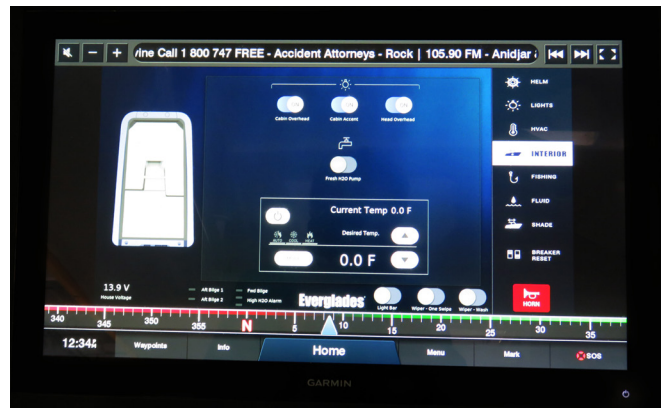 /ine Call 1 800 747 FREE - Accident Attorneys - Rock | 105.90 FM - Anidjar
HELM
LIGHTS
HVAC
INTERIOR
FISHING
FLUID
SHADE
BREAKER
RESET
HORN
Cabin Overhead
Cabin Accent
Head Overhead
ON
ON
ON
Fresh H2O Pump
Current Temp 0.0 F
AUTO COOL HEAT
Desired Temp.
0.0 F
13.9 V
House Voltage
Aft Bilge 1
Fwd Bilge
Aft Bilge 2
High H2O Alarm
Everglades
Light Bar
Wiper - One Swipe
Wiper - Wash
340 345 350 355 N 5 10 15 20 25 30 35
12:34
Waypoints
Info
Home
Menu
Mark
SOS
GARMIN